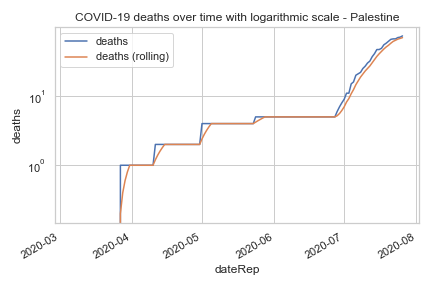 COVID-19 deaths over time with logarithmic scale - Palestine
deaths
deaths (rolling)
deaths
10¹
10⁰
2020-03
2020-04
2020-05
2020-06
2020-07
2020-08
dateRep